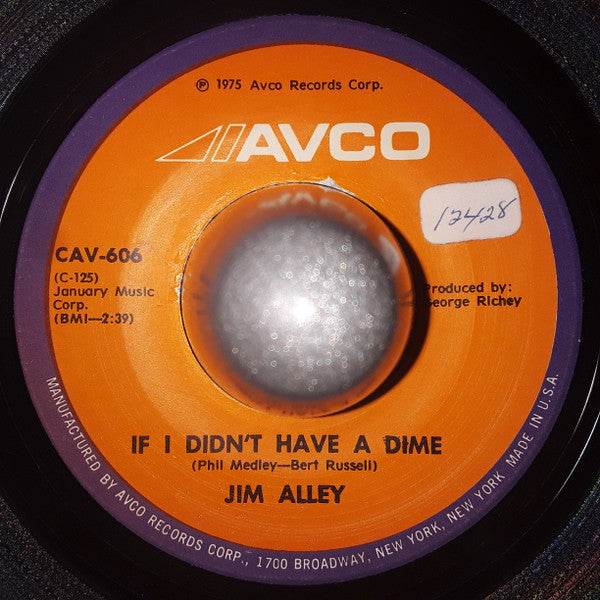 ℗ 1975 Avco Records Corp.
AVCO
12428
CAV-606
(C-125)
January Music
Corp.
(BMI—2:39)
Produced by:
George Richey
IF I DIDN'T HAVE A DIME
(Phil Medley—Bert Russell)
JIM ALLEY
MANUFACTURED BY AVCO RECORDS CORP., 1700 BROADWAY, NEW YORK, NEW YORK MADE IN U.S.A.